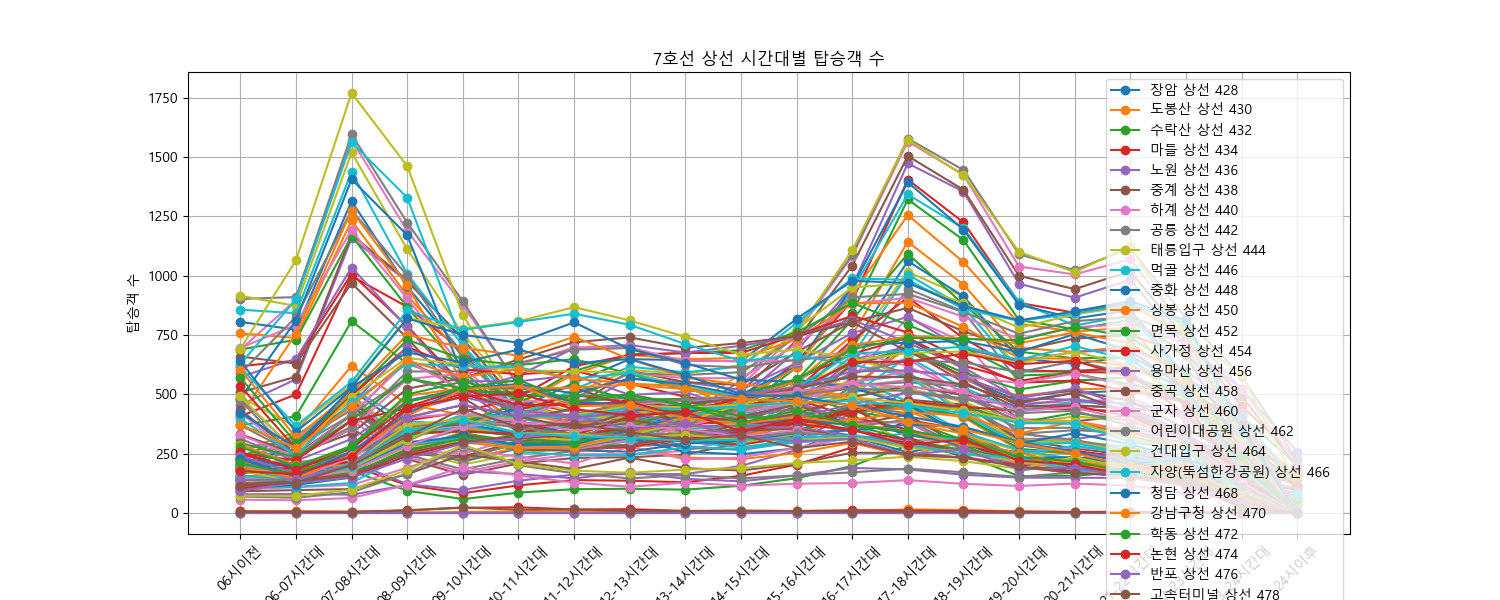 7호선 상선 시간대별 탑승객 수
탑승객 수
1750
1500
1250
1000
750
500
250
0
06시이전
06-07시간대
07-08시간대
08-09시간대
09-10시간대
10-11시간대
11-12시간대
12-13시간대
13-14시간대
14-15시간대
15-16시간대
16-17시간대
17-18시간대
18-19시간대
19-20시간대
20-21시간대
24시이후
장암 상선 428
도봉산 상선 430
수락산 상선 432
마들 상선 434
노원 상선 436
중계 상선 438
하계 상선 440
공릉 상선 442
태릉입구 상선 444
먹골 상선 446
중화 상선 448
상봉 상선 450
면목 상선 452
사가정 상선 454
용마산 상선 456
중곡 상선 458
군자 상선 460
어린이대공원 상선 462
건대입구 상선 464
자양(뚝섬한강공원) 상선 466
청담 상선 468
강남구청 상선 470
학동 상선 472
논현 상선 474
반포 상선 476
고속터미널 상선 478